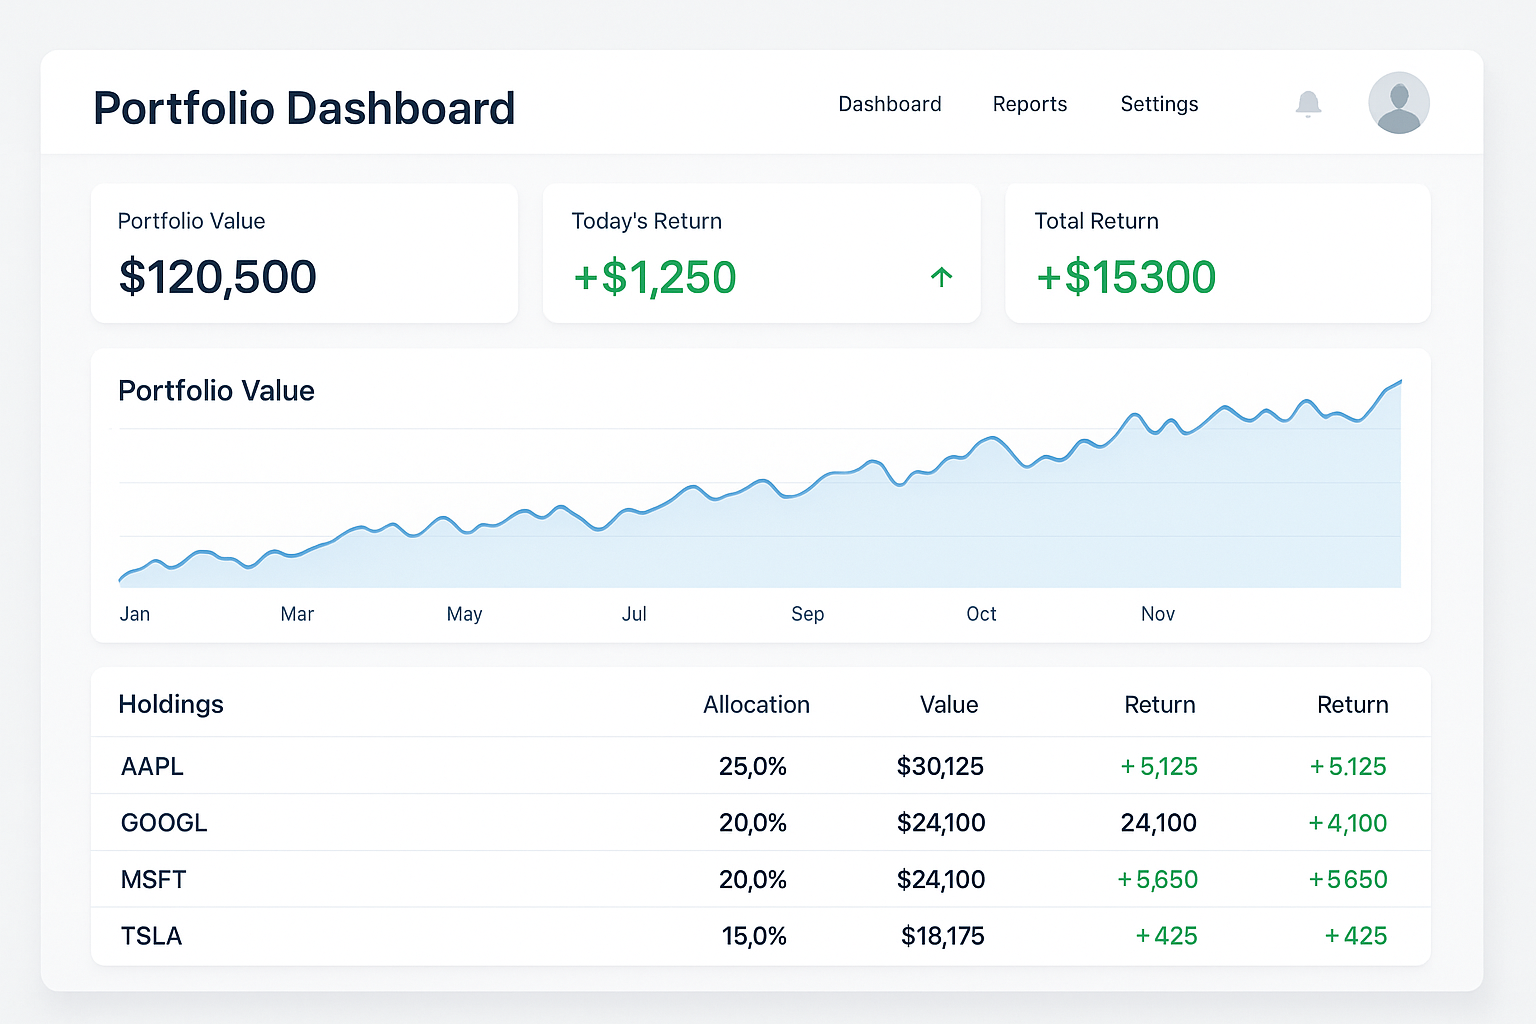 Portfolio Dashboard Dashboard Reports Settings
Portfolio Value Today's Return Total Return
$120,500 +$1,250 ↑ +$15300
Portfolio Value
Jan Mar May Jul Sep Oct Nov
Holdings Allocation Value Return Return
AAPL 25,0% $30,125 +5,125 +5.125
GOOGL 20,0% $24,100 24,100 +4,100
MSFT 20,0% $24,100 +5,650 +5650
TSLA 15,0% $18,175 +425 +425